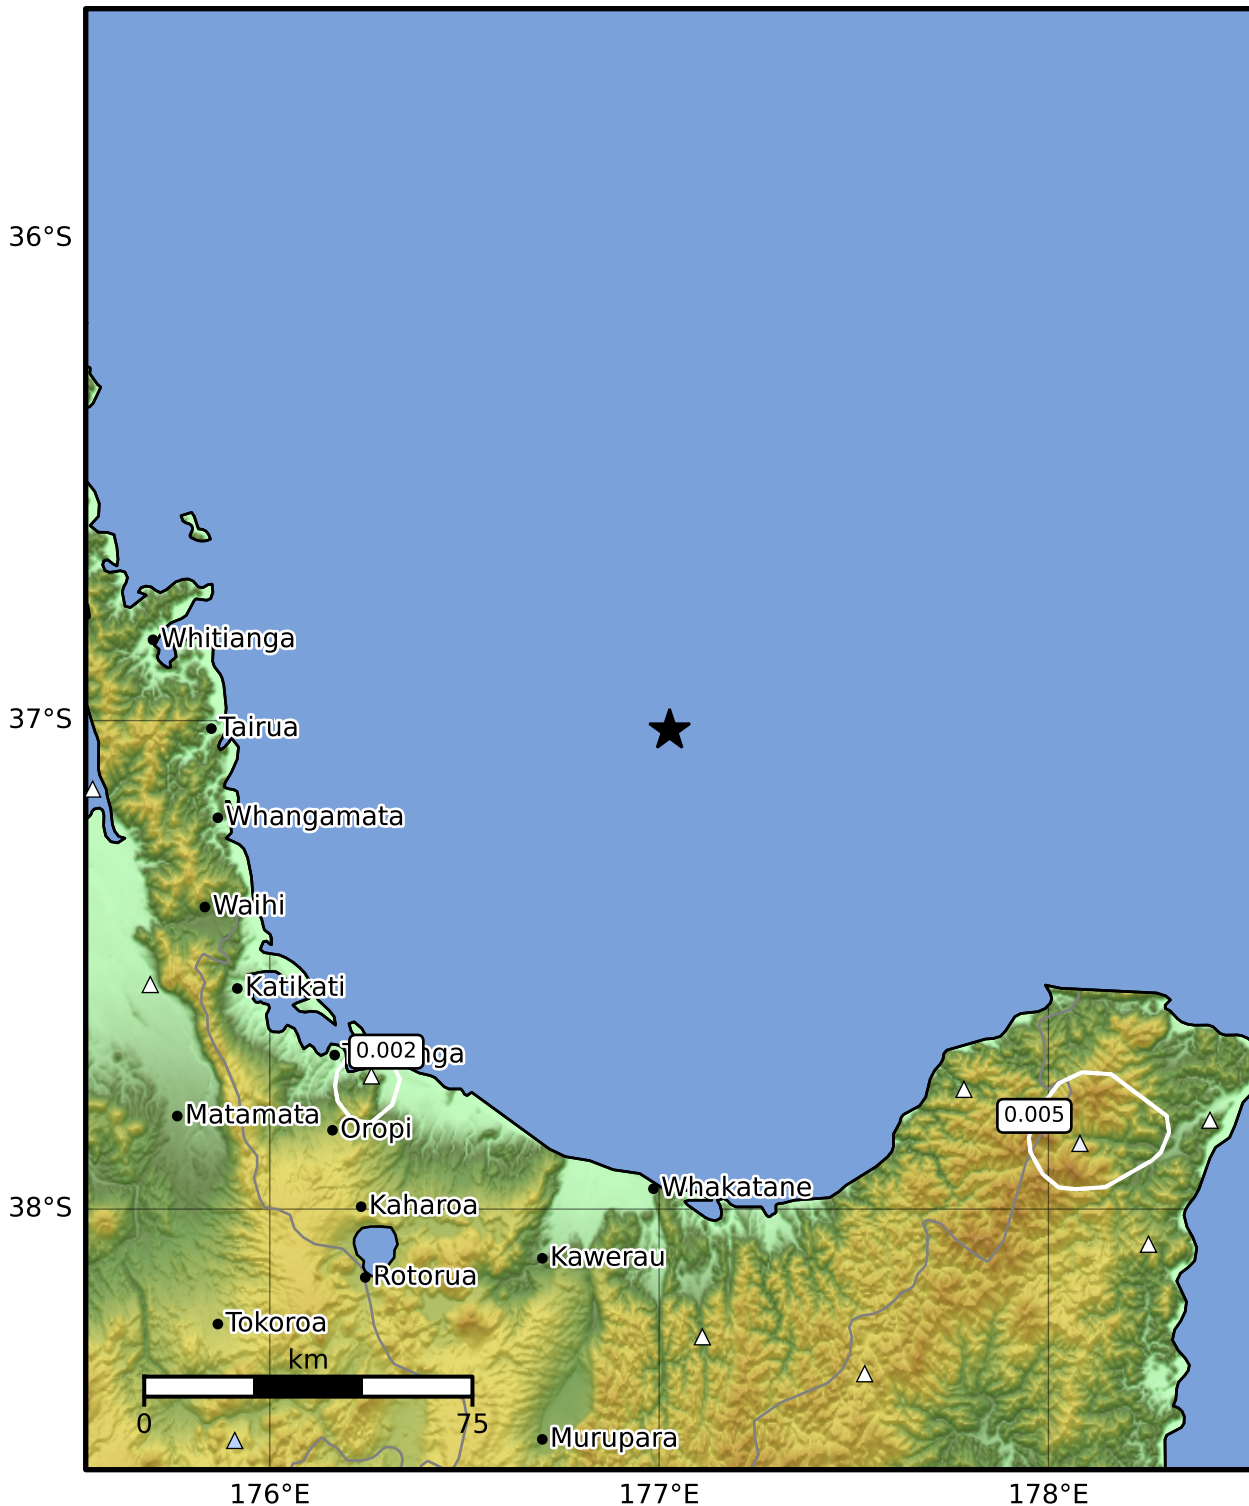 36°S
Whitianga
37°S
Tairua
Whangamata
Waihi
Katikati
0.002
nga
0.005
Matamata
Oropi
Whakatane
Kaharoa
38°S
Kawerau
Rotorua
Tokoroa
km
0
75
Murupara
176°E
177°E
178°E